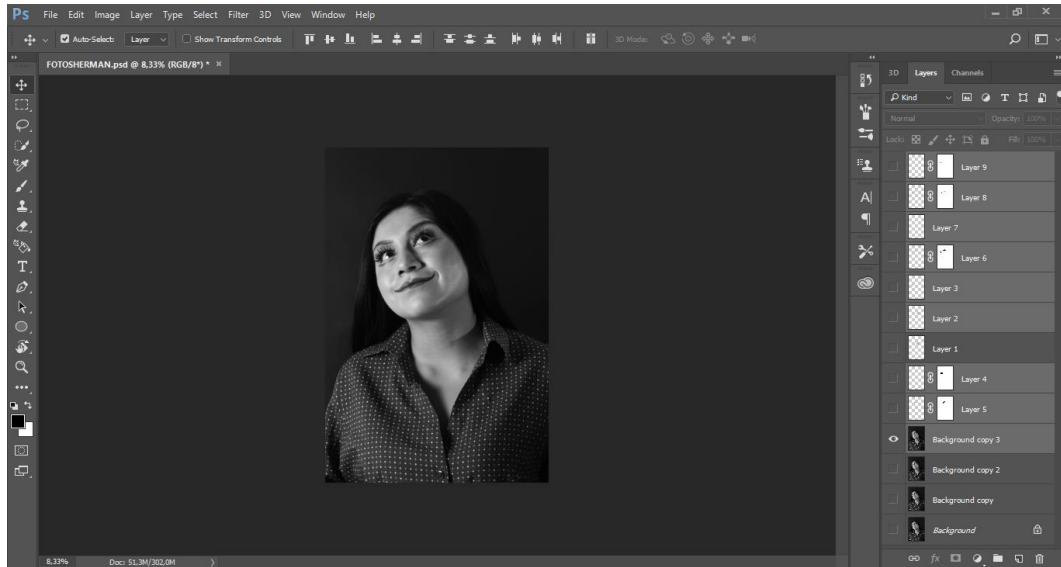 Ps File Edit Image Layer Type Select Filter 3D View Window Help
Auto-Select: Layer Show Transform Controls 3D Mode:
FOTOSHERMAN.psd @ 8,33% (RGB/8*) * ×
3D Layers Channels
Kind
Normal Opacity: 100%
Lock: Fill: 100%
Layer 9
Layer 8
Layer 7
Layer 6
Layer 3
Layer 2
Layer 1
Layer 4
Layer 5
Background copy 3
Background copy 2
Background copy
Background
8,33% Doc: 51,3M/302,0M